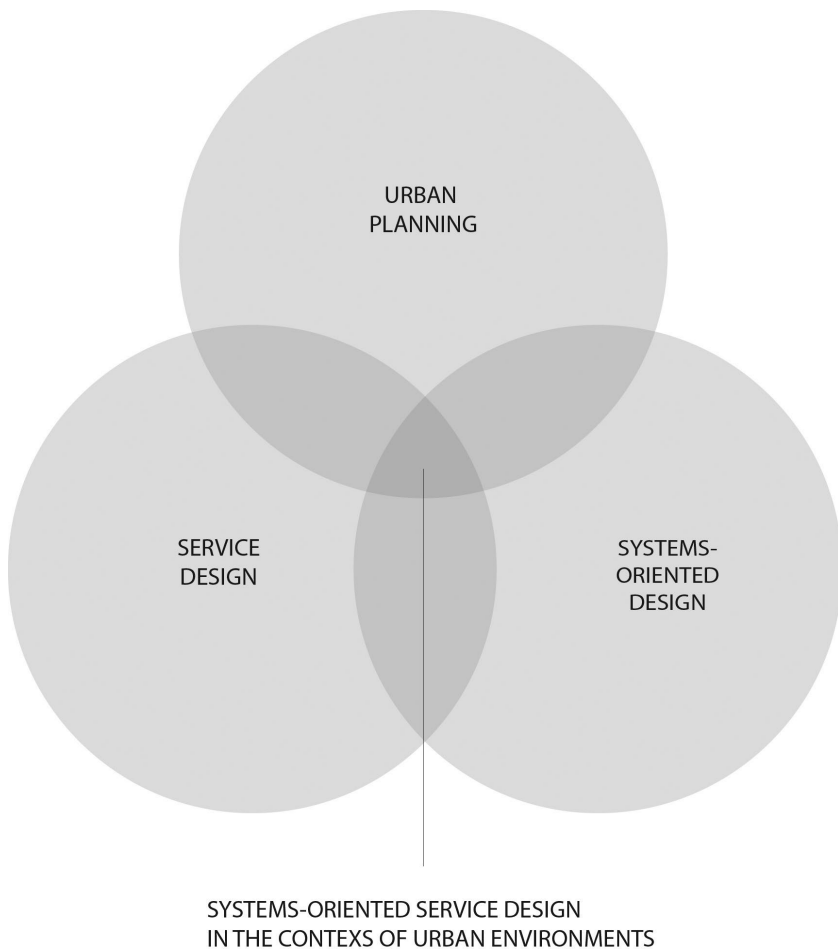 URBAN
PLANNING
SERVICE
DESIGN
SYSTEMS-
ORIENTED
DESIGN
SYSTEMS-ORIENTED SERVICE DESIGN
IN THE CONTEXS OF URBAN ENVIRONMENTS